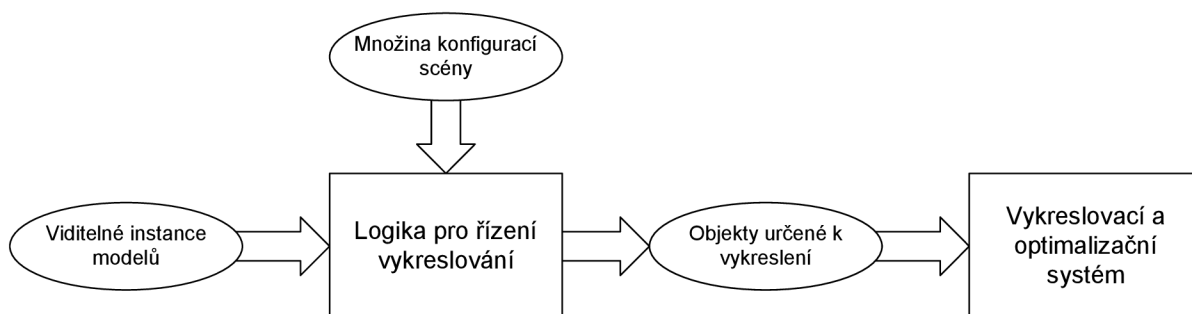 Množina konfigurací
scény
Viditelné instance
modelů
Logika pro řízení
vykreslování
Objekty určené k
vykreslení
Vykreslovací a
optimalizační
systém